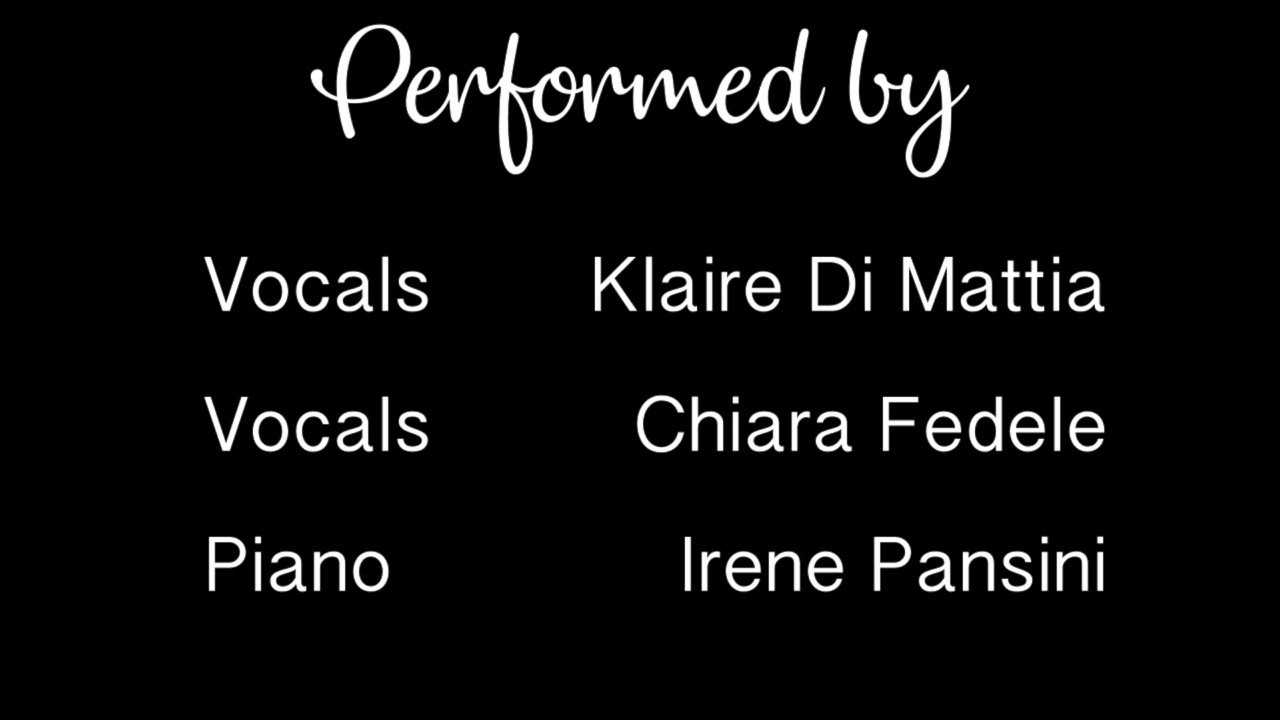 Performed by
Vocals Klaire Di Mattia
Vocals Chiara Fedele
Piano Irene Pansini